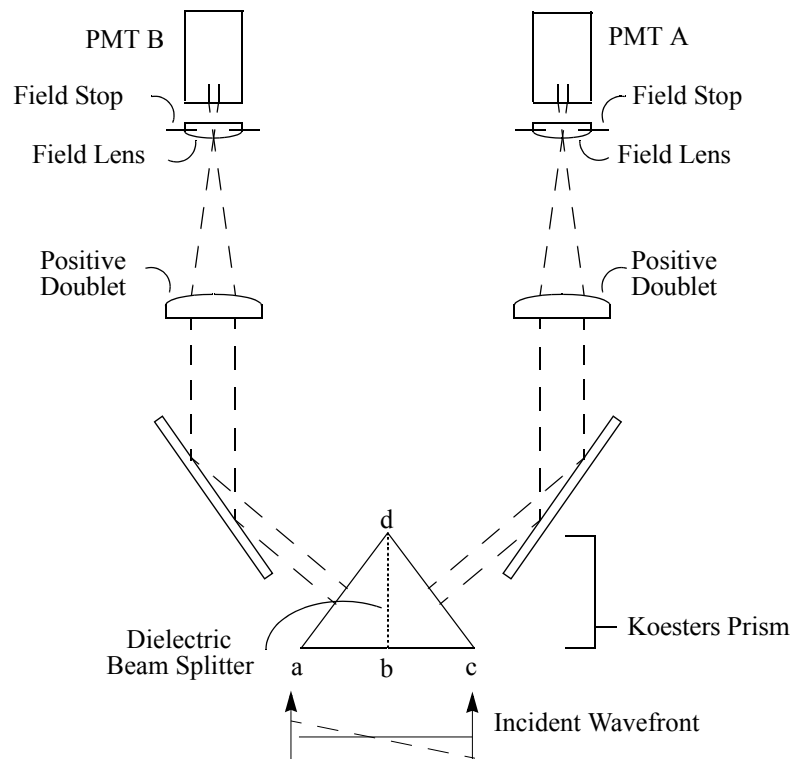 PMT B
PMT A
Field Stop
Field Stop
Field Lens
Field Lens
Positive
Doublet
Positive
Doublet
d
Koesters Prism
Dielectric
Beam Splitter
a
b
c
Incident Wavefront